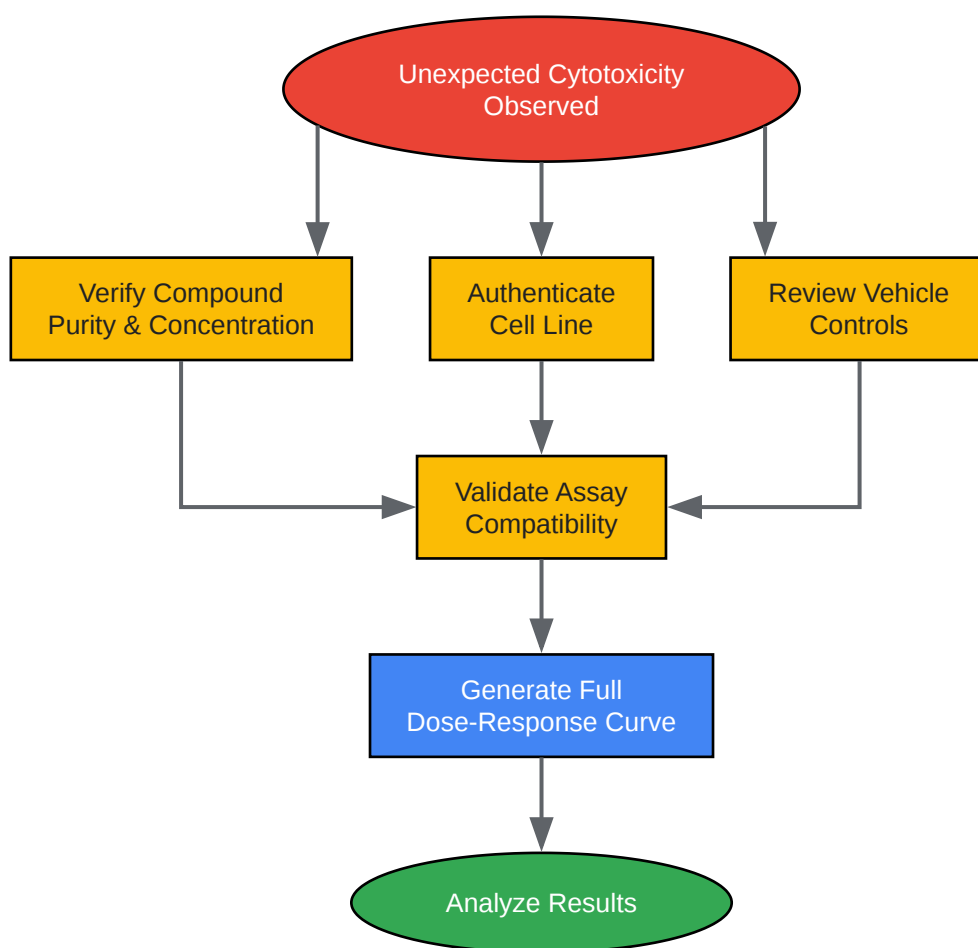 Unexpected Cytotoxicity
Observed
Verify Compound
Purity & Concentration
Authenticate
Cell Line
Review Vehicle
Controls
Validate Assay
Compatibility
Generate Full
Dose-Response Curve
Analyze Results